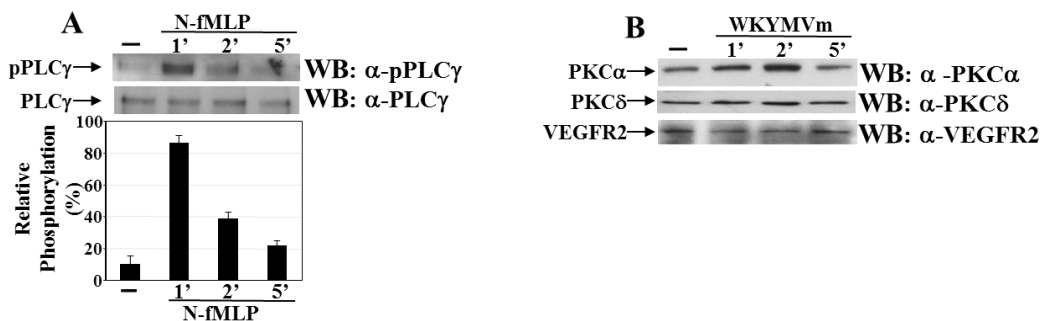 A
N-fMLP
– 1’ 2’ 5’
pPLCγ WB: α-pPLCγ
PLCγ WB: α-PLCγ
Relative Phosphorylation (%)
100
80
60
40
20
0
– 1’ 2’ 5’
N-fMLP
B
WKYMVm
– 1’ 2’ 5’
PKCα WB: α -PKCα
PKCδ WB: α-PKCδ
VEGFR2 WB: α-VEGFR2